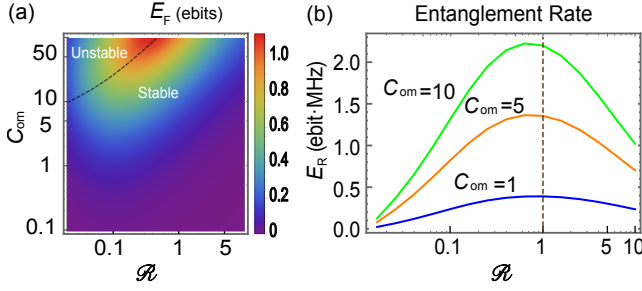 (a)
E_F (ebits)
Unstable
Stable
50
10
5
1
0.1
C_om
0.1
1
5
ℛ
1.0
0.8
0.6
0.4
0.2
0
(b)
Entanglement Rate
C_om=10
C_om=5
C_om=1
2.0
1.5
1.0
0.5
0.0
E_R (ebit·MHz)
0.1
1
5
10
ℛ